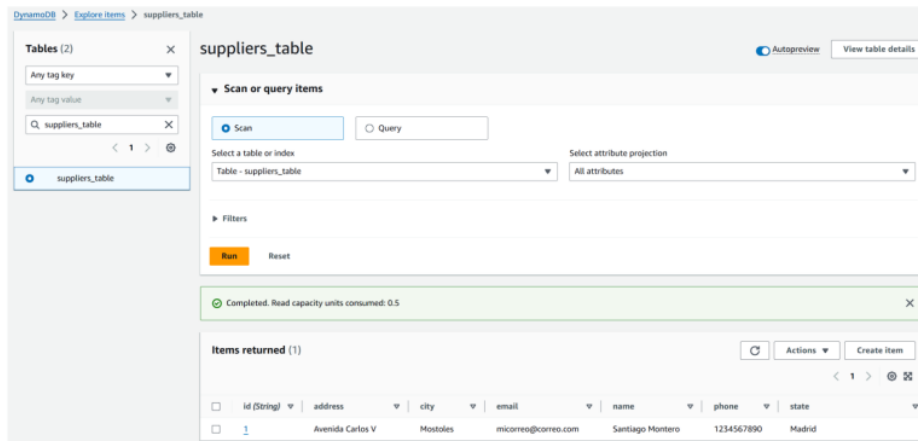 DynamoDB > Explore items > suppliers_table
Tables (2)
Any tag key
Any tag value
suppliers_table
1
suppliers_table
suppliers_table
Autopreview
View table details
Scan or query items
Scan
Query
Select a table or index
Table - suppliers_table
Select attribute projection
All attributes
Filters
Run
Reset
Completed. Read capacity units consumed: 0.5
Items returned (1)
Actions
Create item
1
id (String) address city email name phone state
1 Avenida Carlos V Mostoles micorreo@correo.com Santiago Montero 1234567890 Madrid